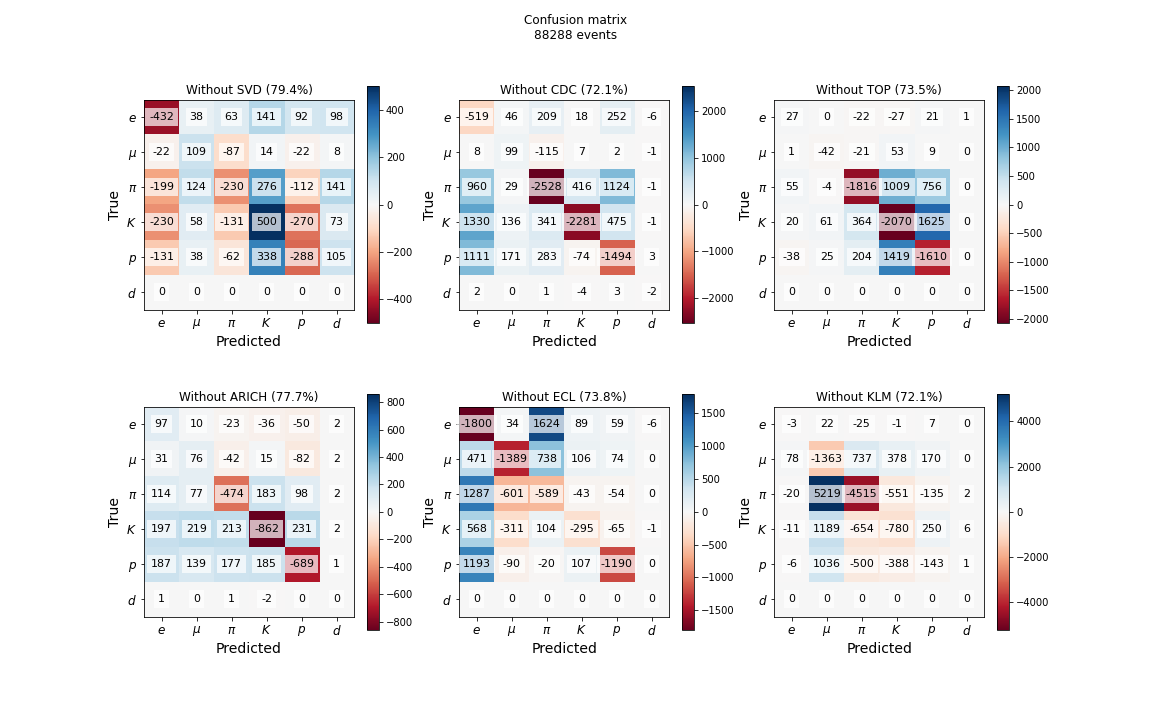 Confusion matrix
88288 events
Without SVD (79.4%)
e -432 38 63 141 92 98
μ -22 109 -87 14 -22 8
π -199 124 -230 276 -112 141
K -230 58 -131 500 -270 73
p -131 38 -62 338 -288 105
d 0 0 0 0 0 0
e μ π K p d
True
Predicted
400
200
0
−200
−400
Without CDC (72.1%)
e -519 46 209 18 252 -6
μ 8 99 -115 7 2 -1
π 960 29 -2528 416 1124 -1
K 1330 136 341 -2281 475 -1
p 1111 171 283 -74 -1494 3
d 2 0 1 -4 3 -2
e μ π K p d
True
Predicted
2000
1000
0
−1000
−2000
Without TOP (73.5%)
e 27 0 -22 -27 21 1
μ 1 -42 -21 53 9 0
π 55 -4 -1816 1009 756 0
K 20 61 364 -2070 1625 0
p -38 25 204 1419 -1610 0
d 0 0 0 0 0 0
e μ π K p d
True
Predicted
2000
1500
1000
500
0
−500
−1000
−1500
−2000
Without ARICH (77.7%)
e 97 10 -23 -36 -50 2
μ 31 76 -42 15 -82 2
π 114 77 -474 183 98 2
K 197 219 213 -862 231 2
p 187 139 177 185 -689 1
d 1 0 1 -2 0 0
e μ π K p d
True
Predicted
800
600
400
200
0
−200
−400
−600
−800
Without ECL (73.8%)
e -1800 34 1624 89 59 -6
μ 471 -1389 738 106 74 0
π 1287 -601 -589 -43 -54 0
K 568 -311 104 -295 -65 -1
p 1193 -90 -20 107 -1190 0
d 0 0 0 0 0 0
e μ π K p d
True
Predicted
1500
1000
500
0
−500
−1000
−1500
Without KLM (72.1%)
e -3 22 -25 -1 7 0
μ 78 -1363 737 378 170 0
π -20 5219 -4515 -551 -135 2
K -11 1189 -654 -780 250 6
p -6 1036 -500 -388 -143 1
d 0 0 0 0 0 0
e μ π K p d
True
Predicted
4000
2000
0
−2000
−4000